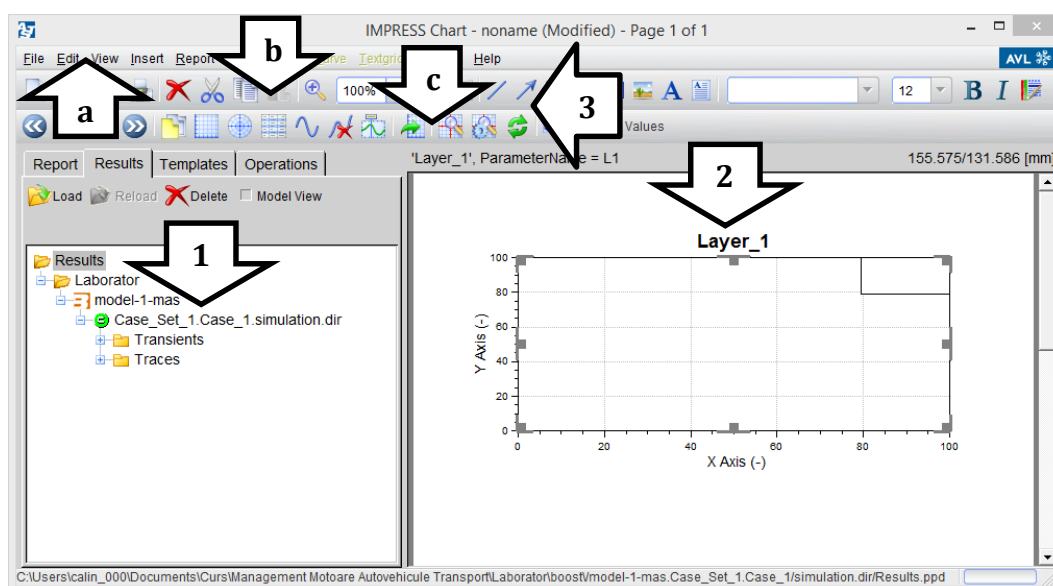 IMPRESS Chart - noname (Modified) - Page 1 of 1
File Edit View Insert Report Help
AVL
a
b
c
3
100%
12
B I
A
Values
Report Results Templates Operations
Load Reload Delete Model View
'Layer_1', ParameterName = L1
155.575/131.586 [mm]
1
2
Results
Laborator
model-1-mas
Case_Set_1.Case_1.simulation.dir
Transients
Traces
Layer_1
100
80
60
40
20
0
Y Axis (-)
0 20 40 60 80 100
X Axis (-)
C:\Users\calin_000\Documents\Curs\Management Motoare Autovehicule Transport\Laborator\boost\/model-1-mas.Case_Set_1.Case_1/simulation.dir/Results.ppd